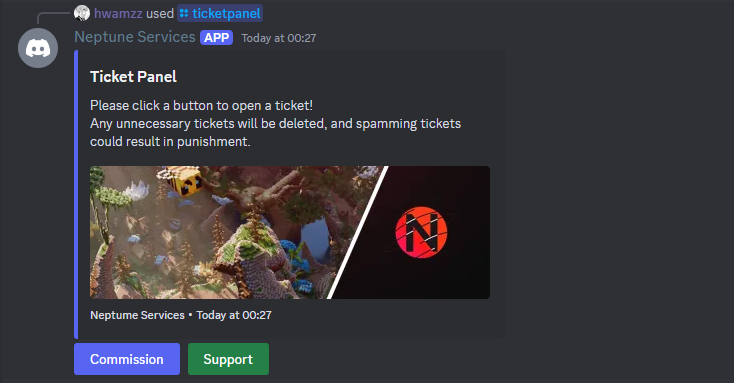 hwamzz used ticketpanel
Neptune Services APP Today at 00:27
Ticket Panel
Please click a button to open a ticket!
Any unnecessary tickets will be deleted, and spamming tickets
could result in punishment.
N
Neptume Services • Today at 00:27
Commission Support